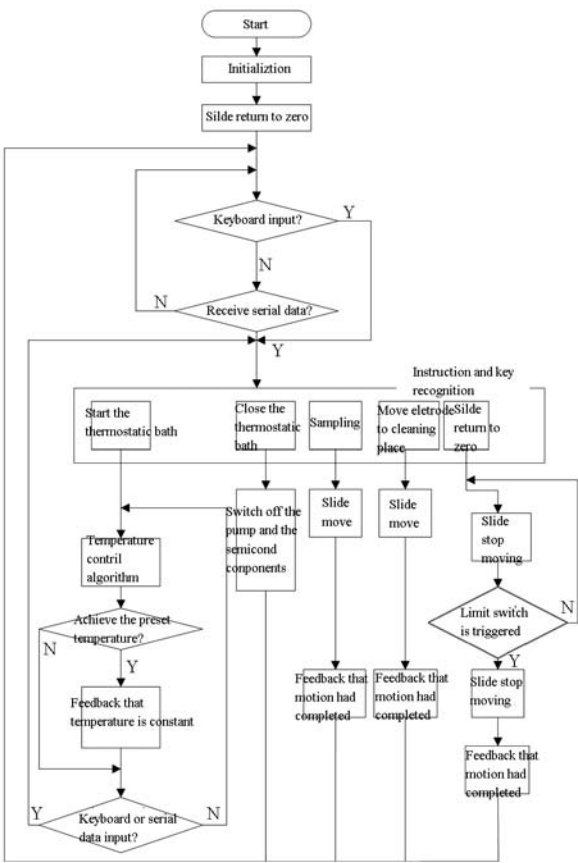 Start
Initializtion
Silde return to zero
Keyboard input?
Y
N
Receive serial data?
N
Y
Instruction and key
recognition
Start the
thermostatic bath
Close the
thermostatic
bath
Sampling
Move eletrode
to cleaning
place
Silde
return to
zero
Switch off the
pump and the
semicond
conponents
Slide
move
Slide
move
Slide
stop
moving
Temperature
contril
algorithm
Achieve the preset
temperature?
N
Y
Limit switch
is triggered
N
Y
Feedback that
temperature is constant
Feedback that
motion had
completed
Feedback that
motion had
completed
Slide stop
moving
Feedback that
motion had
completed
Y
Keyboard or serial
data input?
N